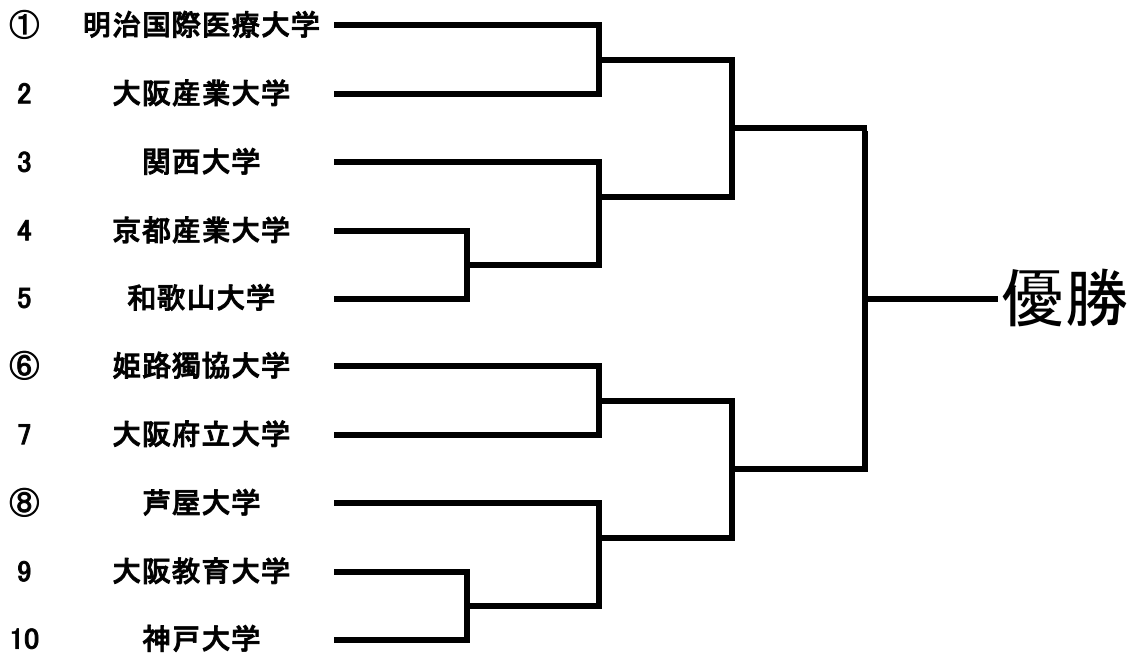 ① 明治国際医療大学
2 大阪産業大学
3 関西大学
4 京都産業大学
5 和歌山大学
優勝
⑥ 姫路獨協大学
7 大阪府立大学
⑧ 芦屋大学
9 大阪教育大学
10 神戸大学